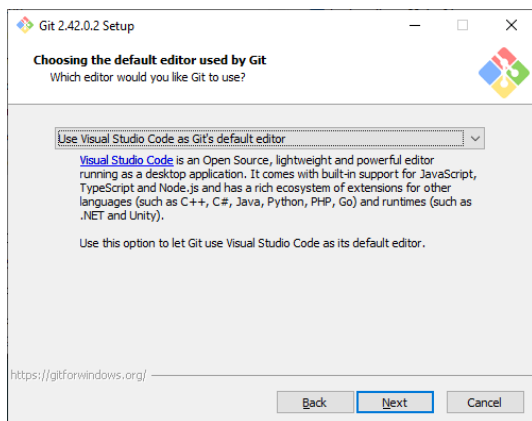 Git 2.42.0.2 Setup
Choosing the default editor used by Git
Which editor would you like Git to use?
Use Visual Studio Code as Git's default editor
Visual Studio Code is an Open Source, lightweight and powerful editor
running as a desktop application. It comes with built-in support for JavaScript,
TypeScript and Node.js and has a rich ecosystem of extensions for other
languages (such as C++, C#, Java, Python, PHP, Go) and runtimes (such as
.NET and Unity).
Use this option to let Git use Visual Studio Code as its default editor.
https://gitforwindows.org/
Back Next Cancel